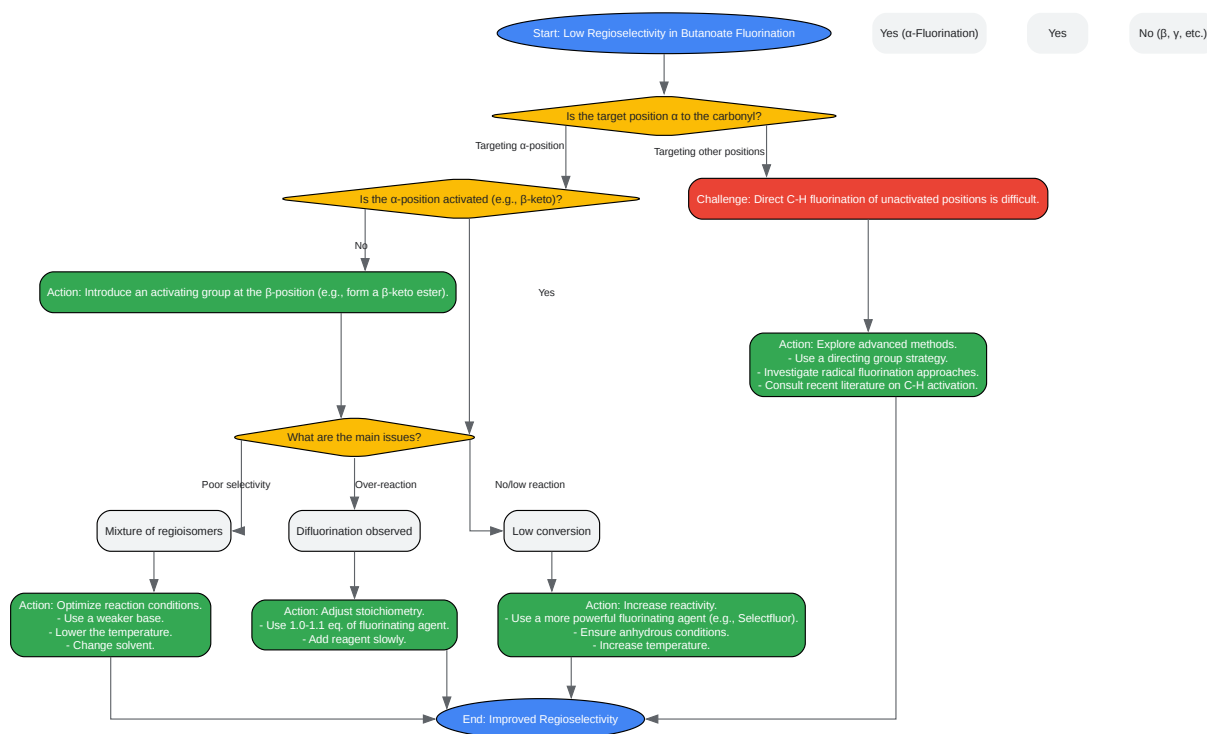 Start: Low Regioselectivity in Butanoate Fluorination
Yes (α-Fluorination)
Yes
No (β, γ, etc.)
Is the target position α to the carbonyl?
Targeting α-position
Targeting other positions
Is the α-position activated (e.g., β-keto)?
Challenge: Direct C-H fluorination of unactivated positions is difficult.
No
Action: Introduce an activating group at the β-position (e.g., form a β-keto ester).
Yes
Action: Explore advanced methods.
- Use a directing group strategy.
- Investigate radical fluorination approaches.
- Consult recent literature on C-H activation.
What are the main issues?
Poor selectivity
Over-reaction
No/low reaction
Mixture of regioisomers
Difluorination observed
Low conversion
Action: Optimize reaction conditions.
- Use a weaker base.
- Lower the temperature.
- Change solvent.
Action: Adjust stoichiometry.
- Use 1.0-1.1 eq. of fluorinating agent.
- Add reagent slowly.
Action: Increase reactivity.
- Use a more powerful fluorinating agent (e.g., Selectfluor).
- Ensure anhydrous conditions.
- Increase temperature.
End: Improved Regioselectivity